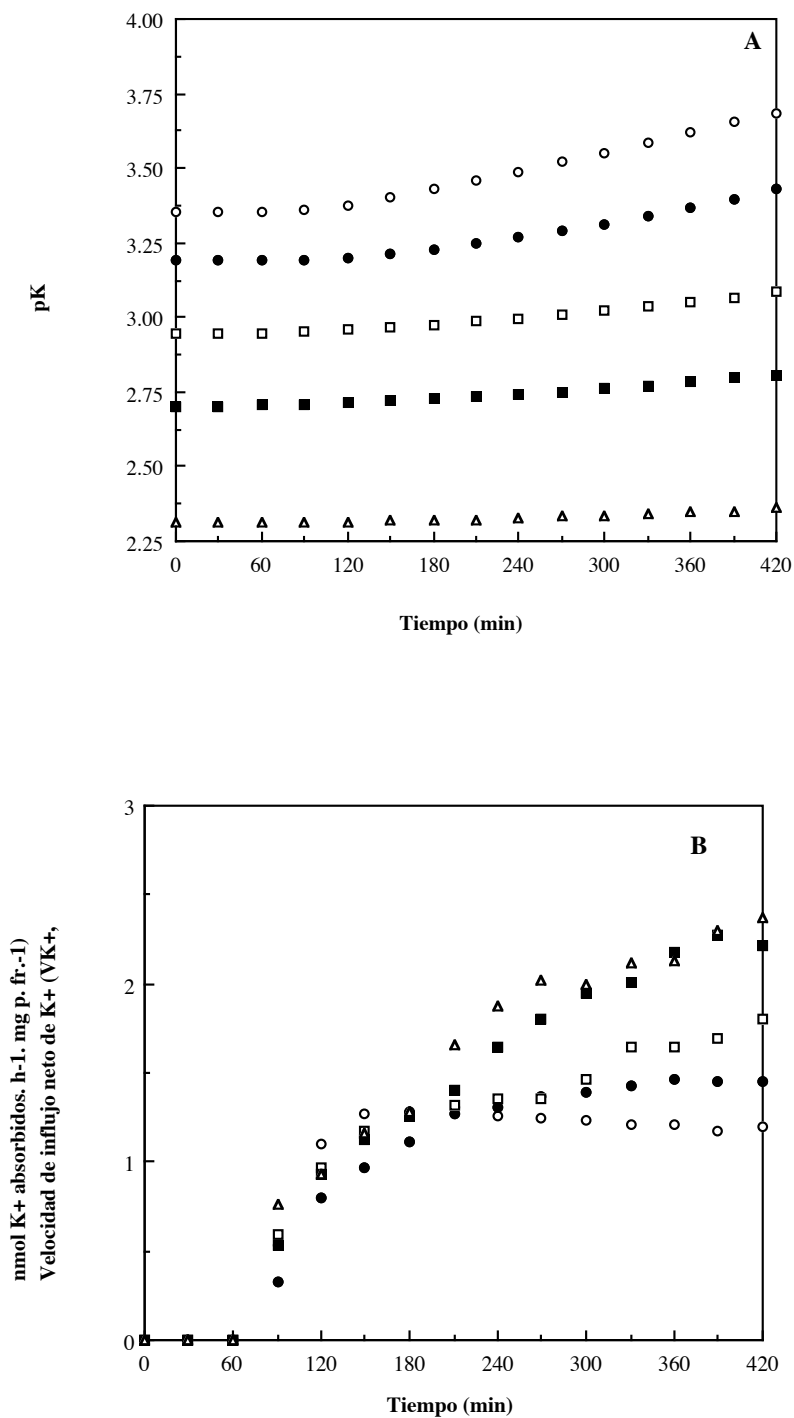 4.00
A
3.75
3.50
3.25
pK
3.00
2.75
2.50
2.25
0 60 120 180 240 300 360 420
Tiempo (min)
3
B
nmol K+ absorbidos. h-1. mg p. fr.-1)
Velocidad de influjo neto de K+ (VK+,
2
1
0
0 60 120 180 240 300 360 420
Tiempo (min)